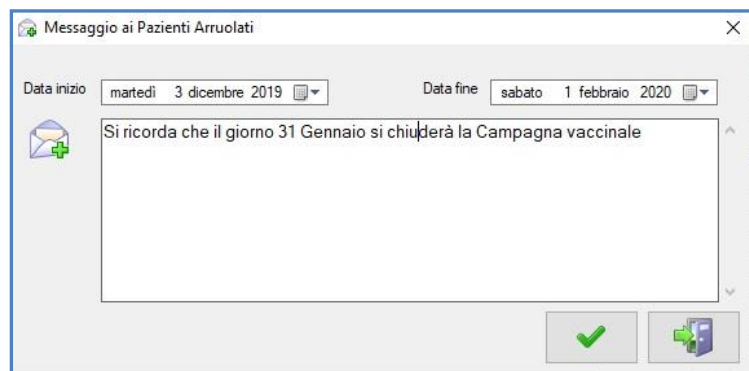 Messaggio ai Pazienti Arruolati
Data inizio martedì 3 dicembre 2019 Data fine sabato 1 febbraio 2020
Si ricorda che il giorno 31 Gennaio si chiuderà la Campagna vaccinale